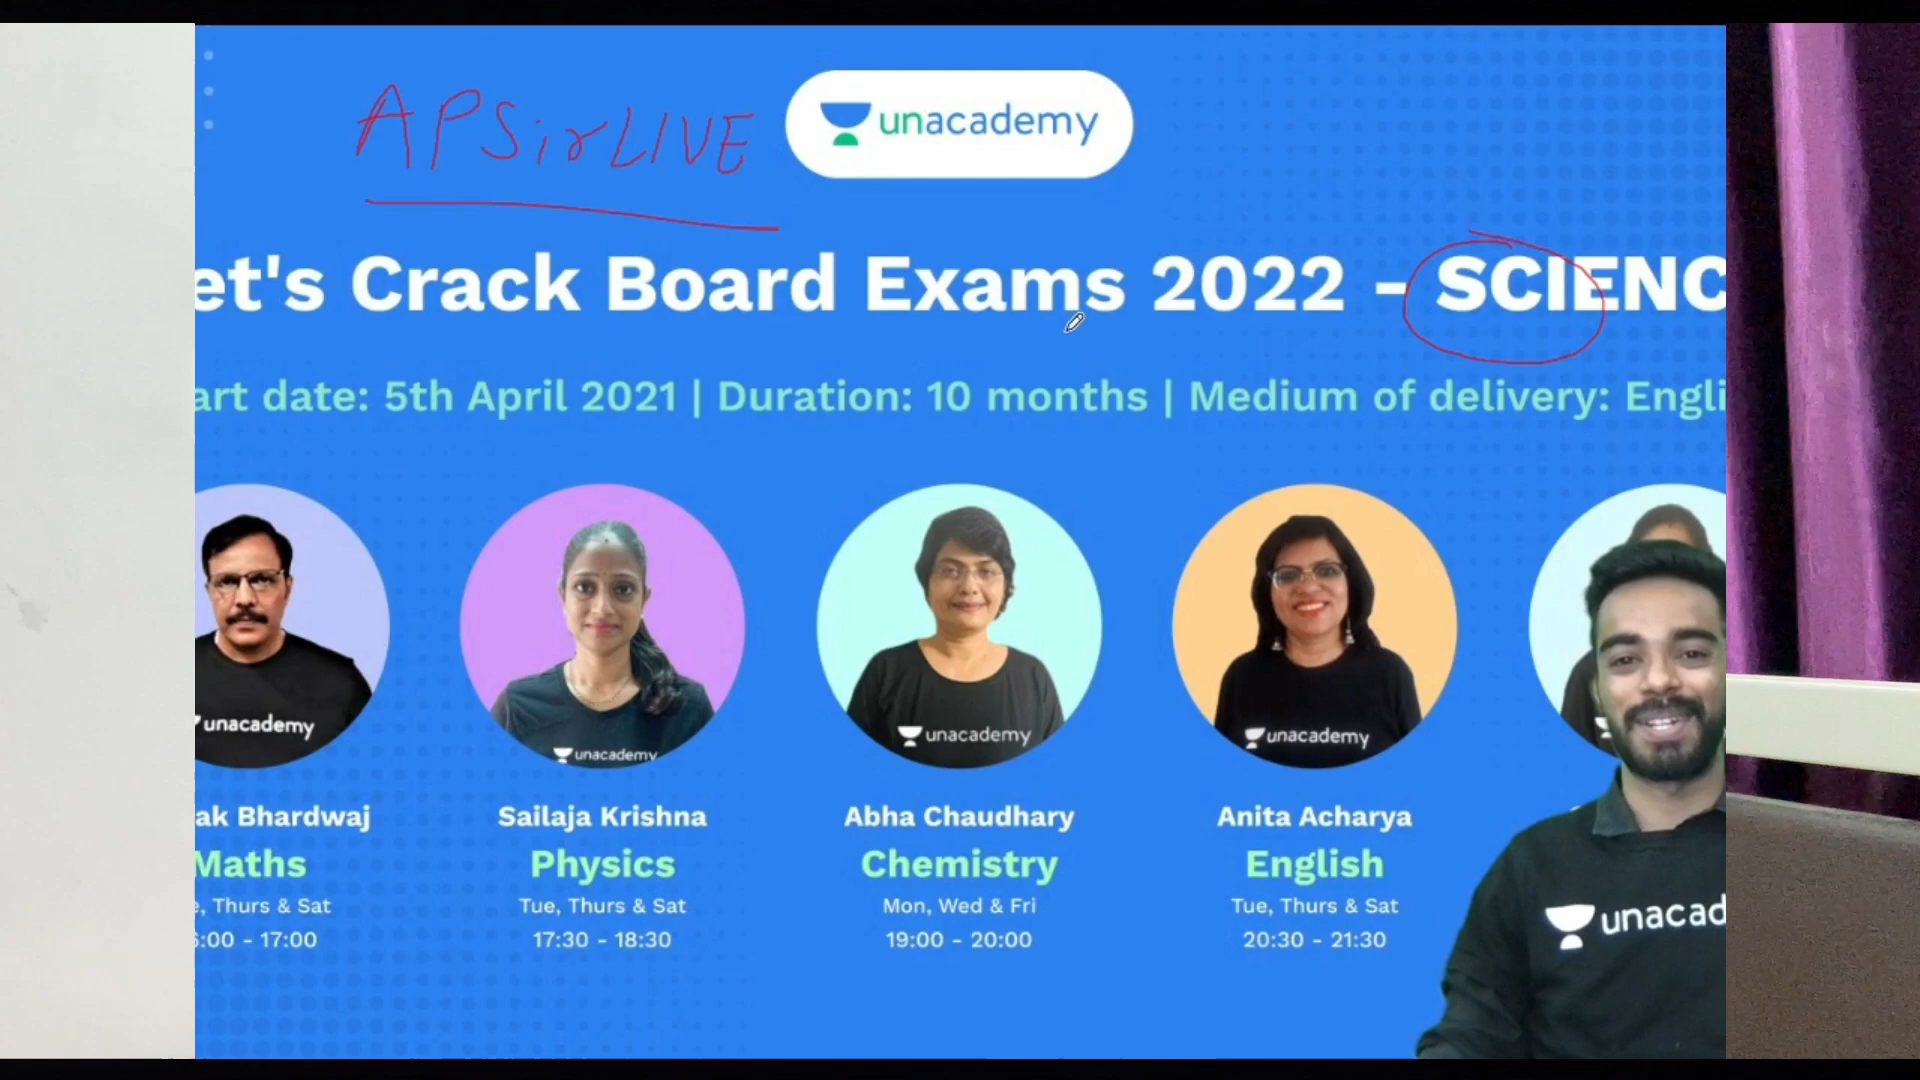 APSirLIVE
unacademy
et's Crack Board Exams 2022 - SCIENC
art date: 5th April 2021 | Duration: 10 months | Medium of delivery: Engli
unacademy
unacademy
unacademy
unacademy
ak Bhardwaj
Sailaja Krishna
Abha Chaudhary
Anita Acharya
Maths
Physics
Chemistry
English
e, Thurs & Sat
Tue, Thurs & Sat
Mon, Wed & Fri
Tue, Thurs & Sat
6:00 - 17:00
17:30 - 18:30
19:00 - 20:00
20:30 - 21:30
unacad